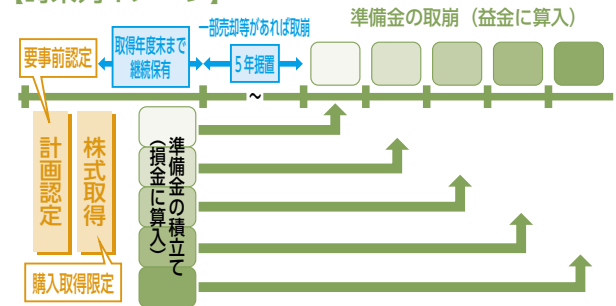 準備金の取崩（益金に算入）
一部売却等があれば取崩
要事前認定
取得年度末まで
継続保有
5年据置
～
計画認定
株式取得
準備金の積立て
（損金に算入）
購入取得限定